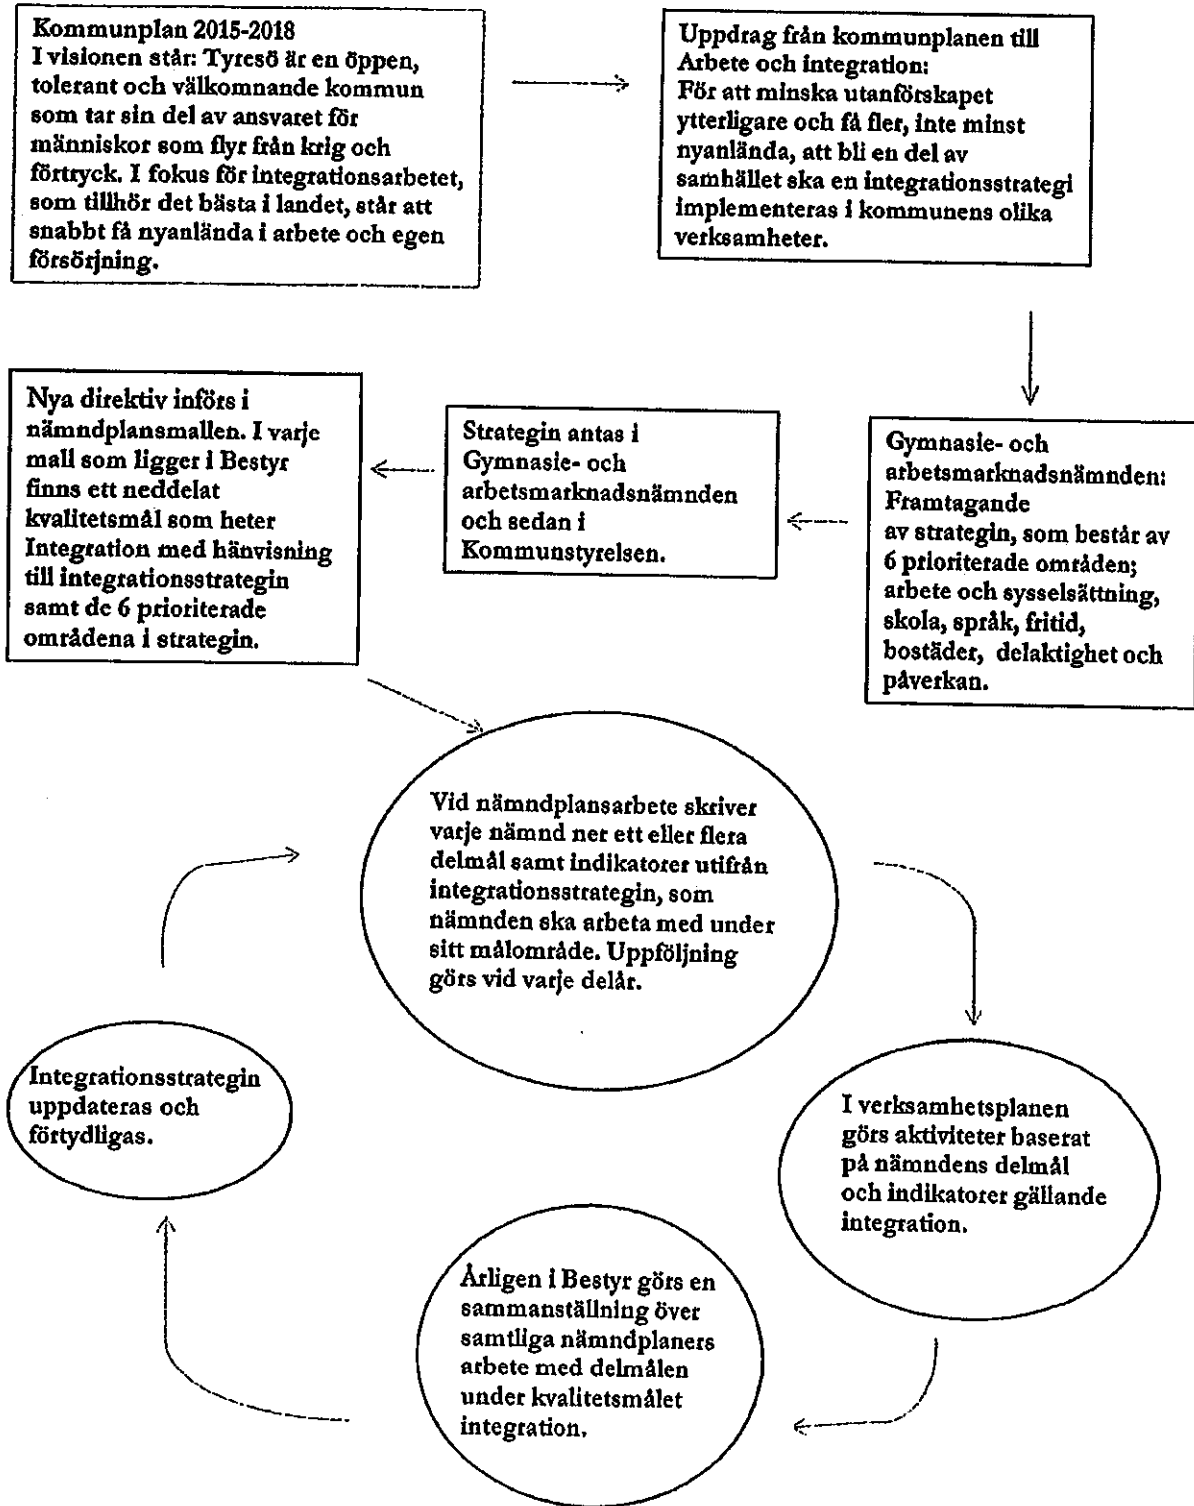 Kommunplan 2015-2018
I visionen står: Tyresö är en öppen,
tolerant och välkomnande kommun
som tar sin del av ansvaret för
människor som flyr från krig och
förtryck. I fokus för integrationsarbetet,
som tillhör det bästa i landet, står att
snabbt få nyanlända i arbete och egen
försörjning.
Uppdrag från kommunplanen till
Arbete och integration:
För att minska utanförskapet
ytterligare och få fler, inte minst
nyanlända, att bli en del av
samhället ska en integrationsstrategi
implementeras i kommunens olika
verksamheter.
Gymnasie- och
arbetsmarknadsnämnden:
Framtagande
av strategin, som består av
6 prioriterade områden;
arbete och sysselsättning,
skola, språk, fritid,
bostäder, delaktighet och
påverkan.
Strategin antas i
Gymnasie- och
arbetsmarknadsnämnden
och sedan i
Kommunstyrelsen.
Nya direktiv införs i
nämndplansmallen. I varje
mall som ligger i Bestyr
finns ett neddelat
kvalitetsmål som heter
Integration med hänvisning
till integrationsstrategin
samt de 6 prioriterade
områdena i strategin.
Vid nämndplansarbete skriver
varje nämnd ner ett eller flera
delmål samt indikatorer utifrån
integrationsstrategin, som
nämnden ska arbeta med under
sitt målområde. Uppföljning
görs vid varje delår.
I verksamhetsplanen
görs aktiviteter baserat
på nämndens delmål
och indikatorer gällande
integration.
Årligen i Bestyr görs en
sammanställning över
samtliga nämndplaners
arbete med delmålen
under kvalitetsmålet
integration.
Integrationsstrategin
uppdateras och
förtydligas.